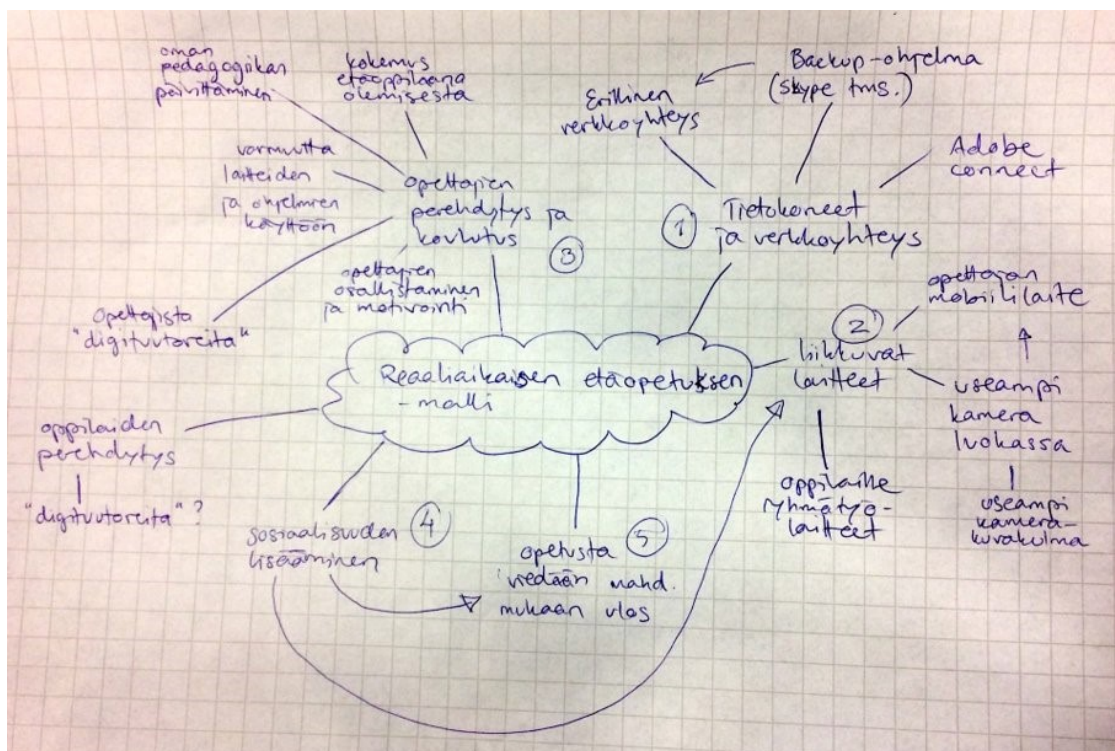 oman
pedagogiikan
päivittäminen
kokemus
etäoppilaana
olemisesta
varmuutta
laitteiden
ja ohjelmien
käyttöön
opettajien
perehdytys ja
koulutus
3
opettajien
osallistaminen
ja motivointi
opettajista
"digituutoreita"
Backup-ohjelma
(skype tms.)
Erillinen
verkkoyhteys
Adobe
connect
1
Tietokoneet
ja verkkoyhteys
opettajan
mobiililaite
2
liikkuvat
laitteet
useampi
kamera
luokassa
useampi
kamera-
kuvakulma
oppilaille
ryhmätyö-
laitteet
Reaaliaikaisen etäopetuksen
-malli
oppilaiden
perehdytys
"digituutoreita"?
sosiaalisuuden
lisääminen
4
5
opetusta
viedään mahd.
mukaan ulos